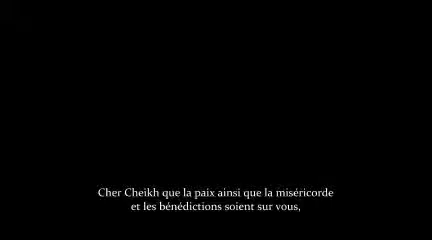 Cher Cheikh que la paix ainsi que la miséricorde
et les bénédictions soient sur vous,